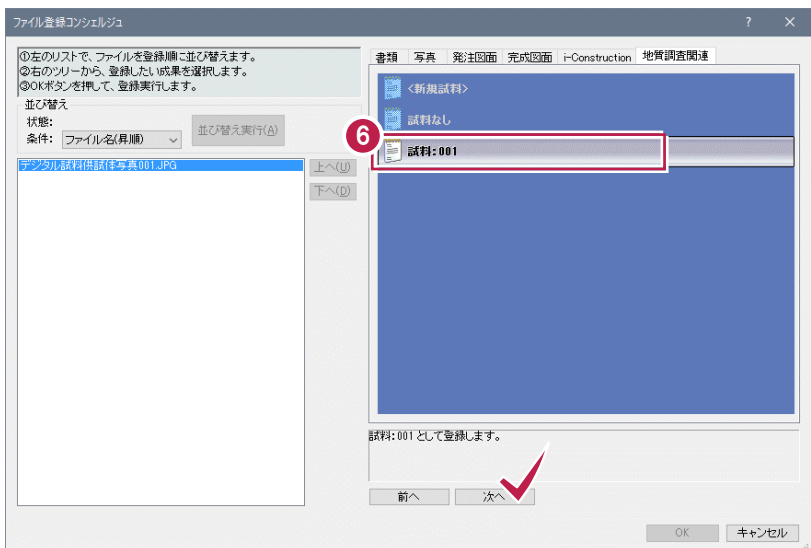 ファイル登録コンシェルジュ
①左のリストで、ファイルを登録順に並び替えます。
②右のツリーから、登録したい成果を選択します。
③OKボタンを押して、登録実行します。
並び替え
状態:
条件: ファイル名(昇順)
並び替え実行(A)
デジタル試料供試体写真001.JPG
上へ(U)
下へ(D)
書類 写真 発注図面 完成図面 i-Construction 地質調査関連
<新規試料>
試料なし
6
試料:001
試料:001として登録します。
前へ 次へ
OK キャンセル